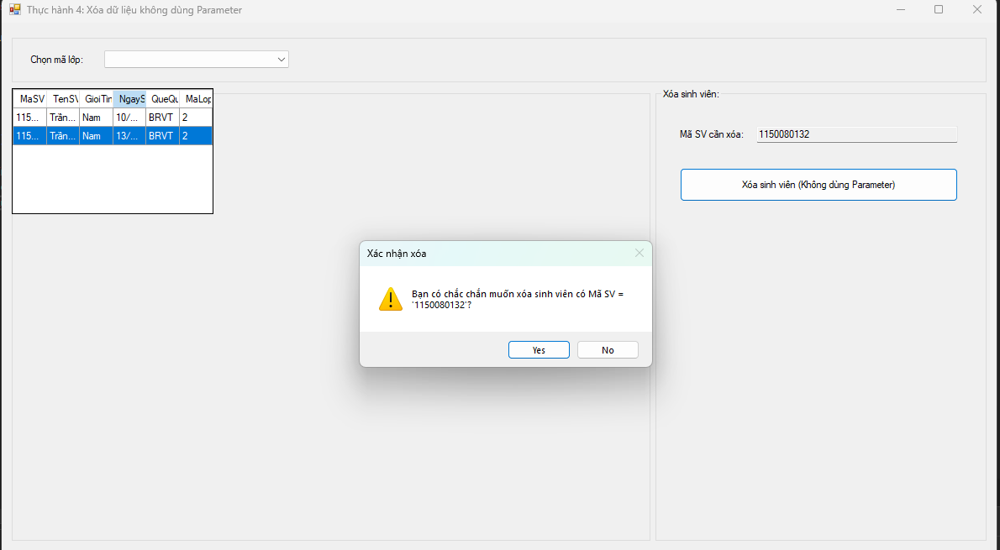 Thực hành 4: Xóa dữ liệu không dùng Parameter
Chọn mã lớp:
MaSV TenSV GioiTin NgayS QueQu MaLop
115... Trần... Nam 10/... BRVT 2
115... Trần... Nam 13/... BRVT 2
Xóa sinh viên:
Mã SV cần xóa: 1150080132
Xóa sinh viên (Không dùng Parameter)
Xác nhận xóa
Bạn có chắc chắn muốn xóa sinh viên có Mã SV =
'1150080132'?
Yes No